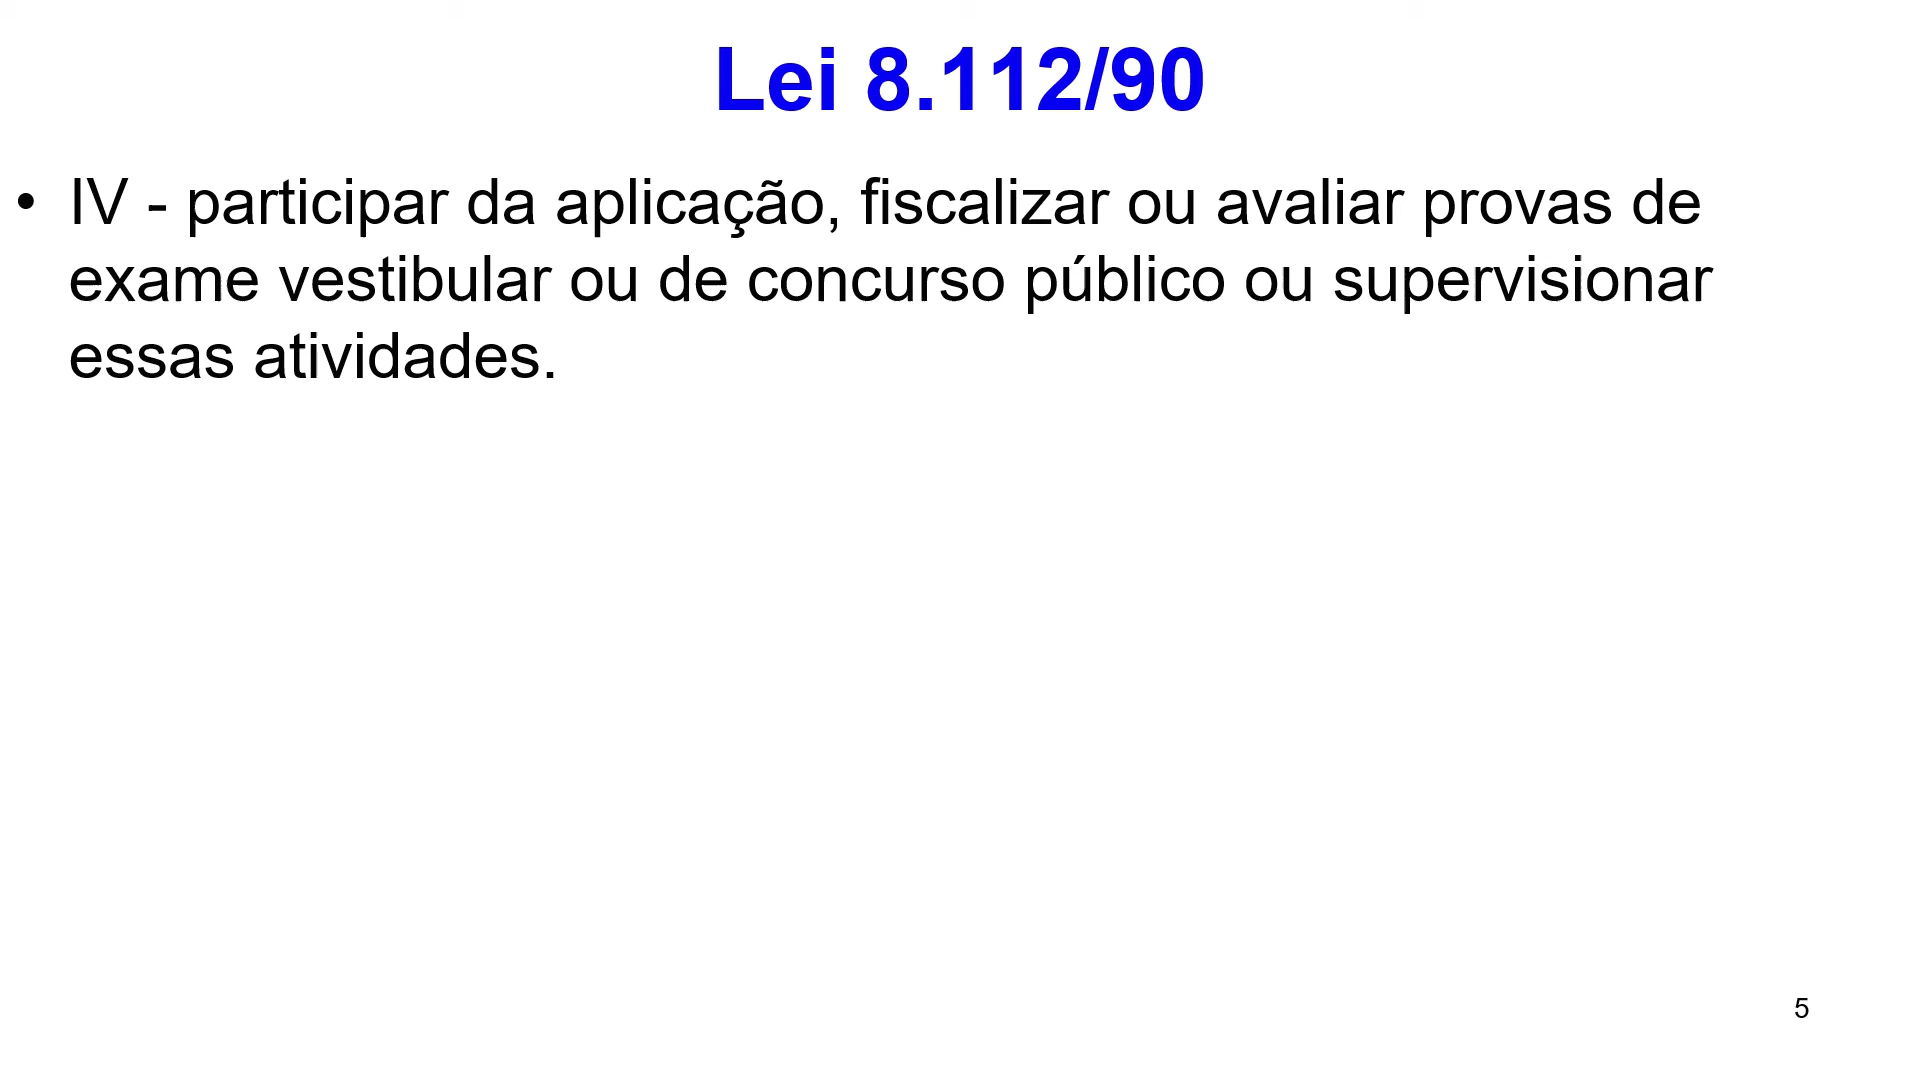 Lei 8.112/90
• IV - participar da aplicação, fiscalizar ou avaliar provas de
exame vestibular ou de concurso público ou supervisionar
essas atividades.
5